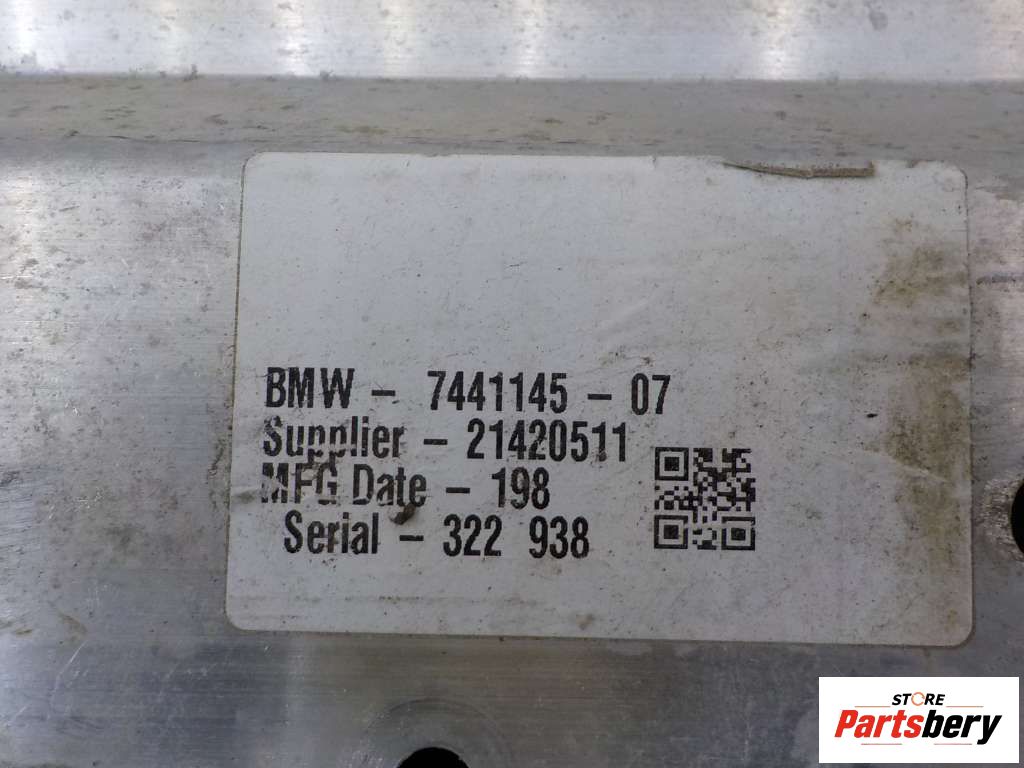 BMW - 7441145 - 07
Supplier - 21420511
MFG Date - 198
Serial - 322 938
STORE
Partsbery